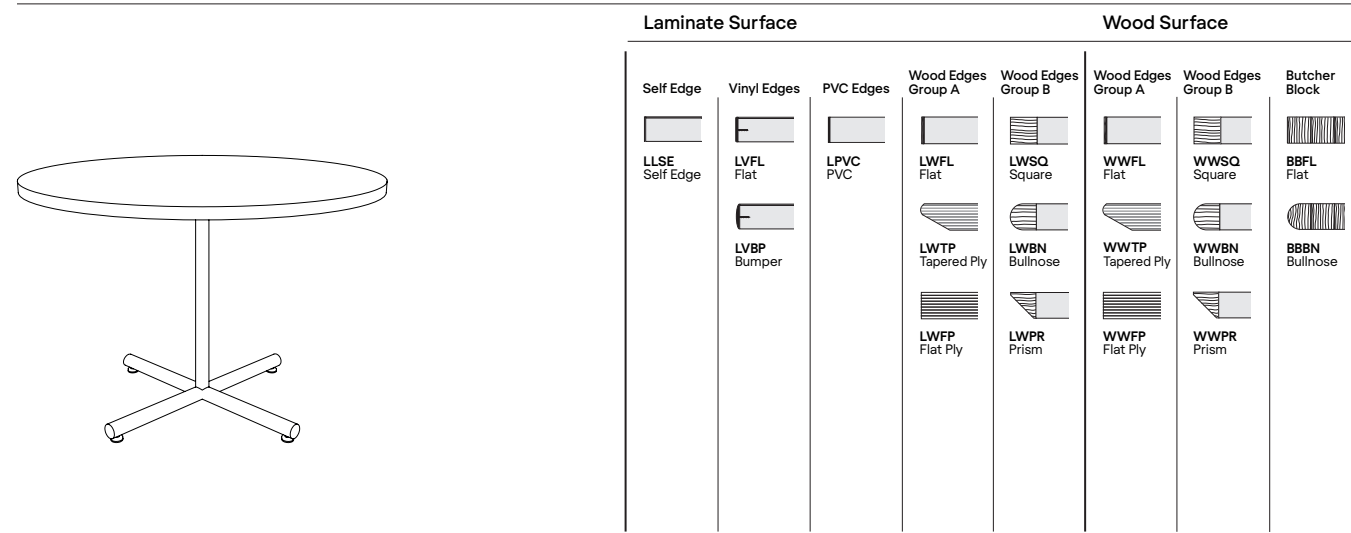 Laminate Surface
Wood Surface
Self Edge
Vinyl Edges
PVC Edges
Wood Edges
Group A
Wood Edges
Group B
Wood Edges
Group A
Wood Edges
Group B
Butcher
Block
LLSE
Self Edge
LVFL
Flat
LPVC
PVC
LWFL
Flat
LWSQ
Square
WWFL
Flat
WWSQ
Square
BBFL
Flat
LVBP
Bumper
LWTP
Tapered Ply
LWBN
Bullnose
WWTP
Tapered Ply
WWBN
Bullnose
BBBN
Bullnose
LWFP
Flat Ply
LWPR
Prism
WWFP
Flat Ply
WWPR
Prism